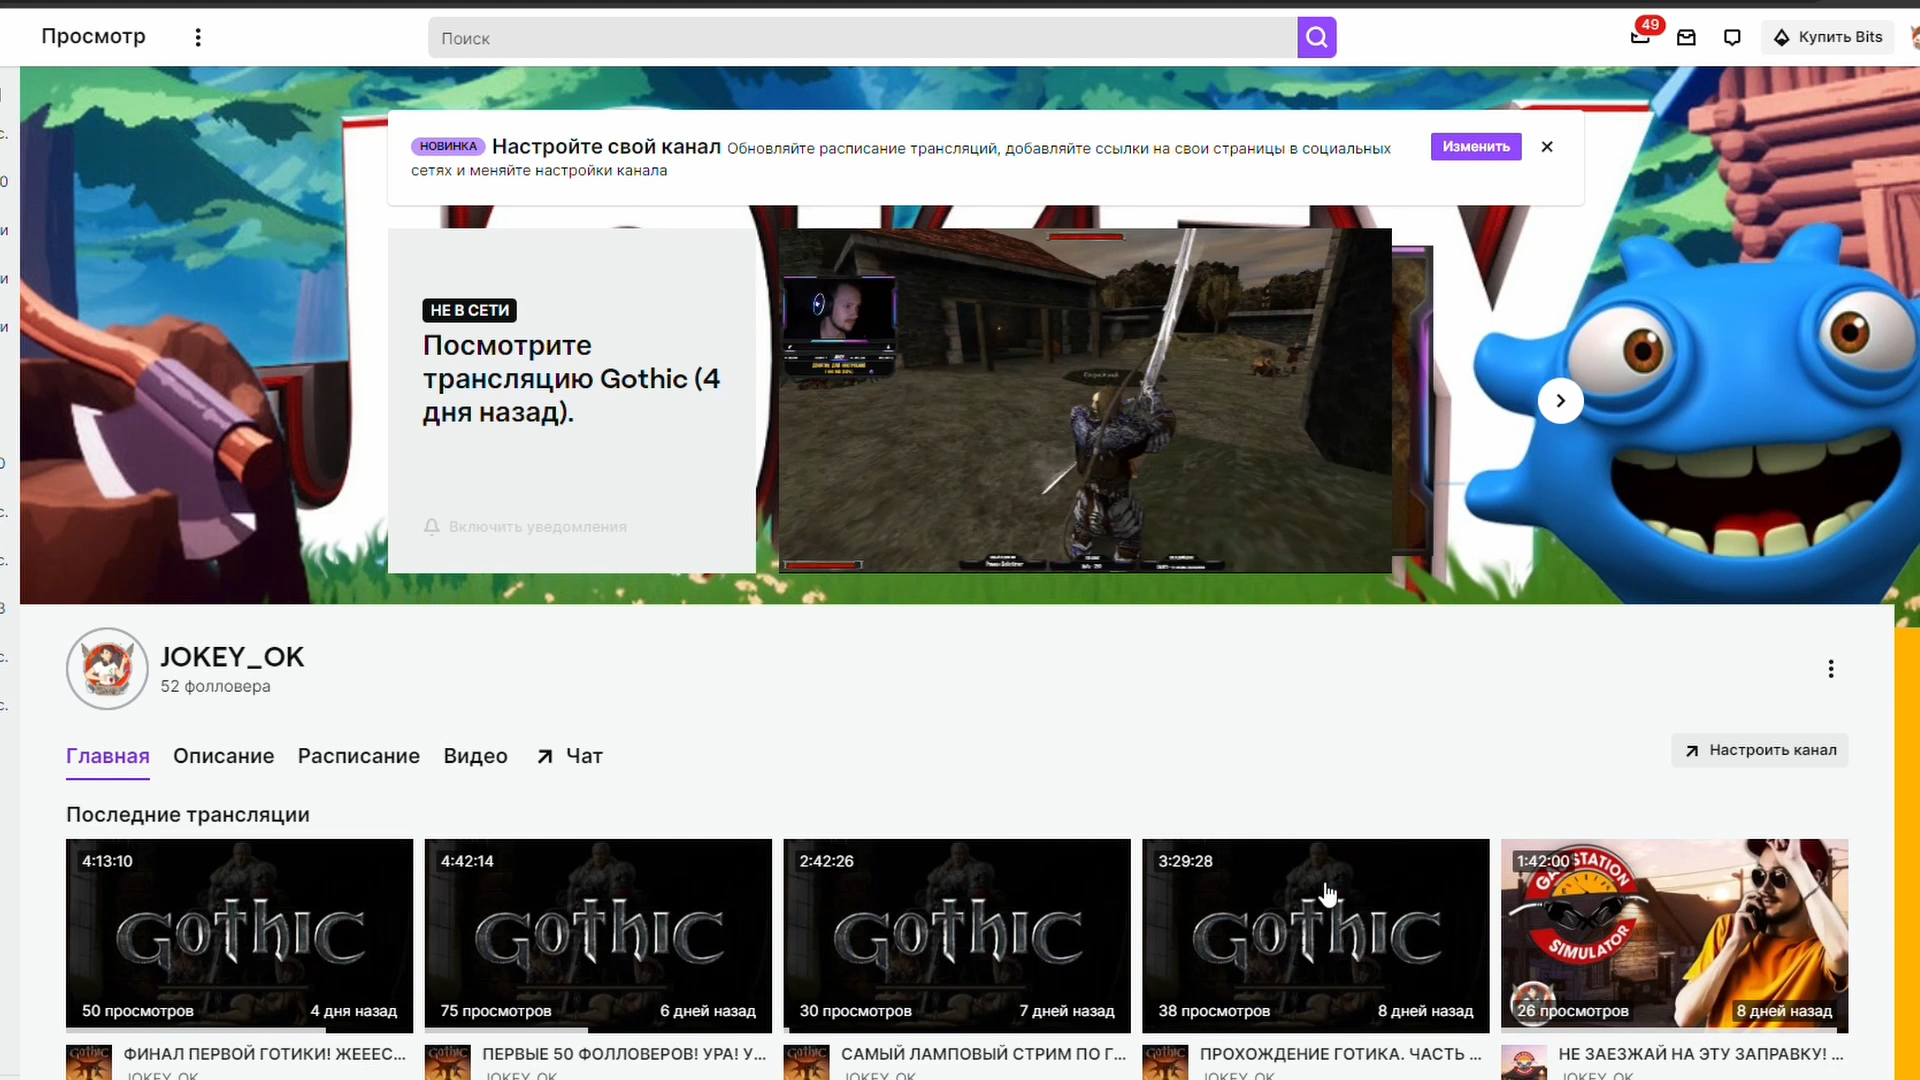 Просмотр
Поиск
49
Купить Bits
НОВИНКА Настройте свой канал Обновляйте расписание трансляций, добавляйте ссылки на свои страницы в социальных
сетях и меняйте настройки канала
Изменить
НЕ В СЕТИ
Посмотрите
трансляцию Gothic (4
дня назад).
Включить уведомления
JOKEY_OK
52 фолловера
Главная
Описание
Расписание
Видео
Чат
Настроить канал
Последние трансляции
4:13:10
GOTHIC
50 просмотров
4 дня назад
4:42:14
GOTHIC
75 просмотров
6 дней назад
2:42:26
GOTHIC
30 просмотров
7 дней назад
3:29:28
GOTHIC
38 просмотров
8 дней назад
1:42:00
GAS STATION
SIMULATOR
26 просмотров
8 дней назад
ФИНАЛ ПЕРВОЙ ГОТИКИ! ЖЕЕЕС...
ПЕРВЫЕ 50 ФОЛЛОВЕРОВ! УРА! У...
САМЫЙ ЛАМПОВЫЙ СТРИМ ПО Г...
ПРОХОЖДЕНИЕ ГОТИКА. ЧАСТЬ ...
НЕ ЗАЕЗЖАЙ НА ЭТУ ЗАПРАВКУ! ...
JOKEY_OK
JOKEY_OK
JOKEY_OK
JOKEY_OK
JOKEY_OK